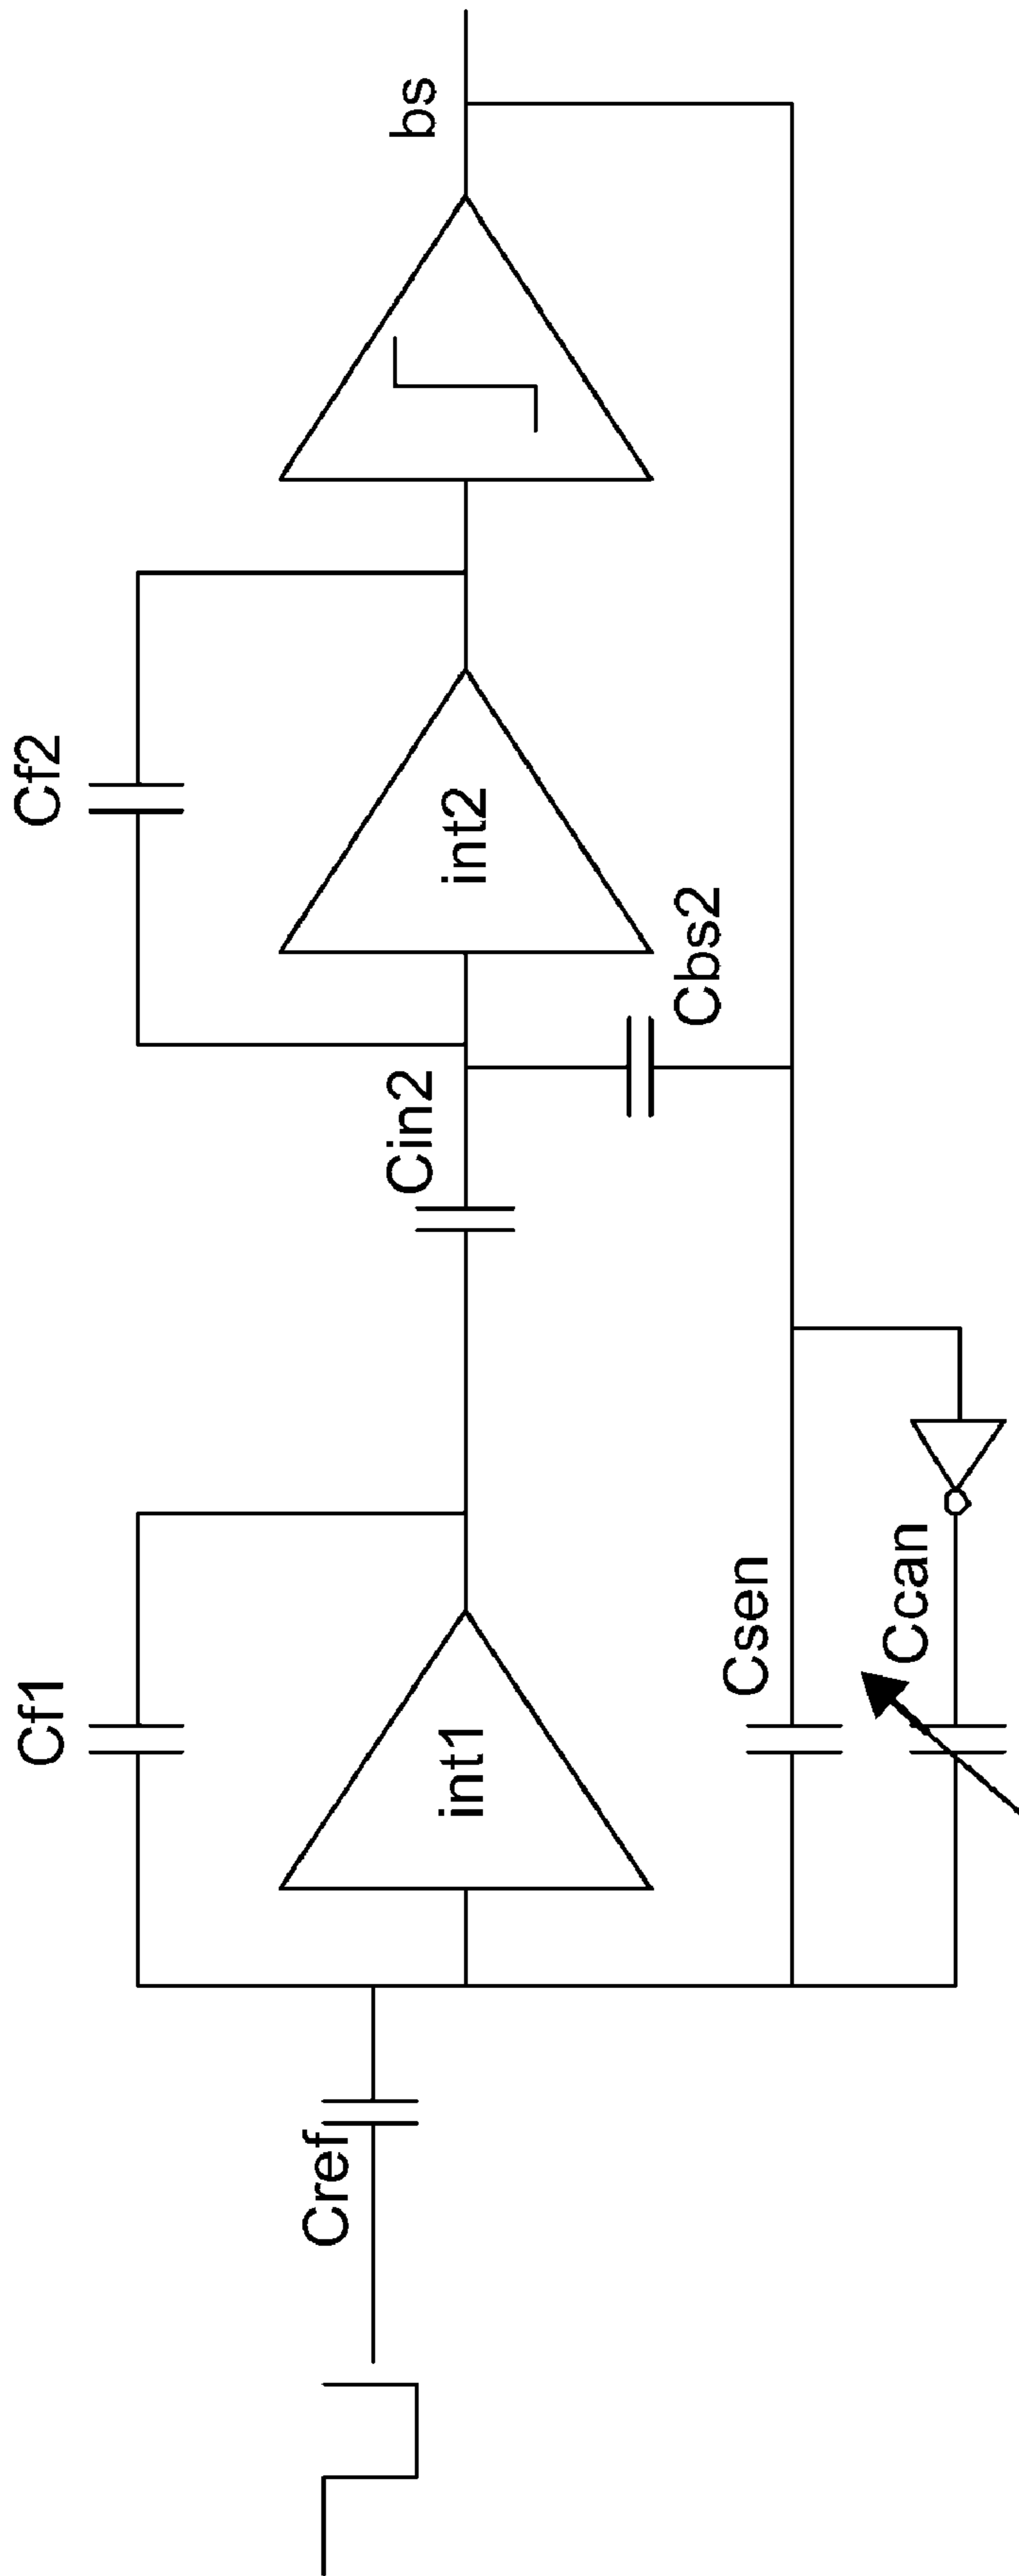 Cf1
Cf2
Cref
int1
Cin2
int2
bs
Cbs2
Csen
Ccan